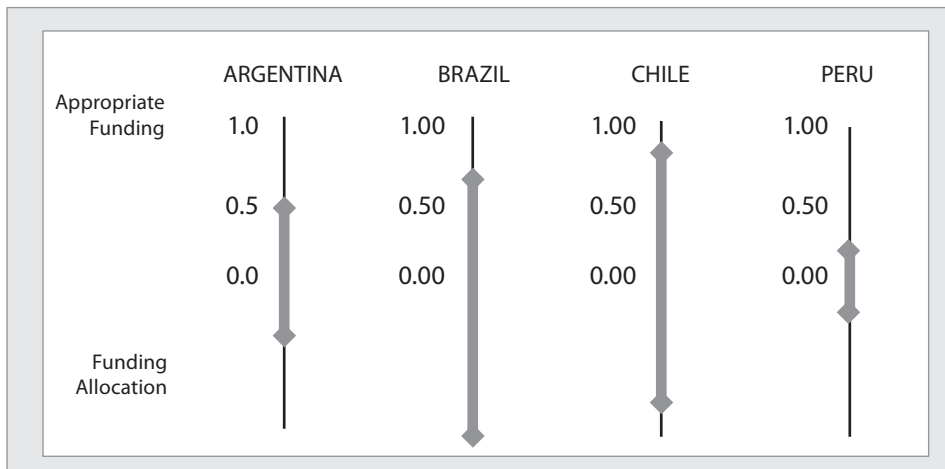 ARGENTINA BRAZIL CHILE PERU
Appropriate
Funding
1.0 1.00 1.00 1.00
0.5 0.50 0.50 0.50
0.0 0.00 0.00 0.00
Funding
Allocation